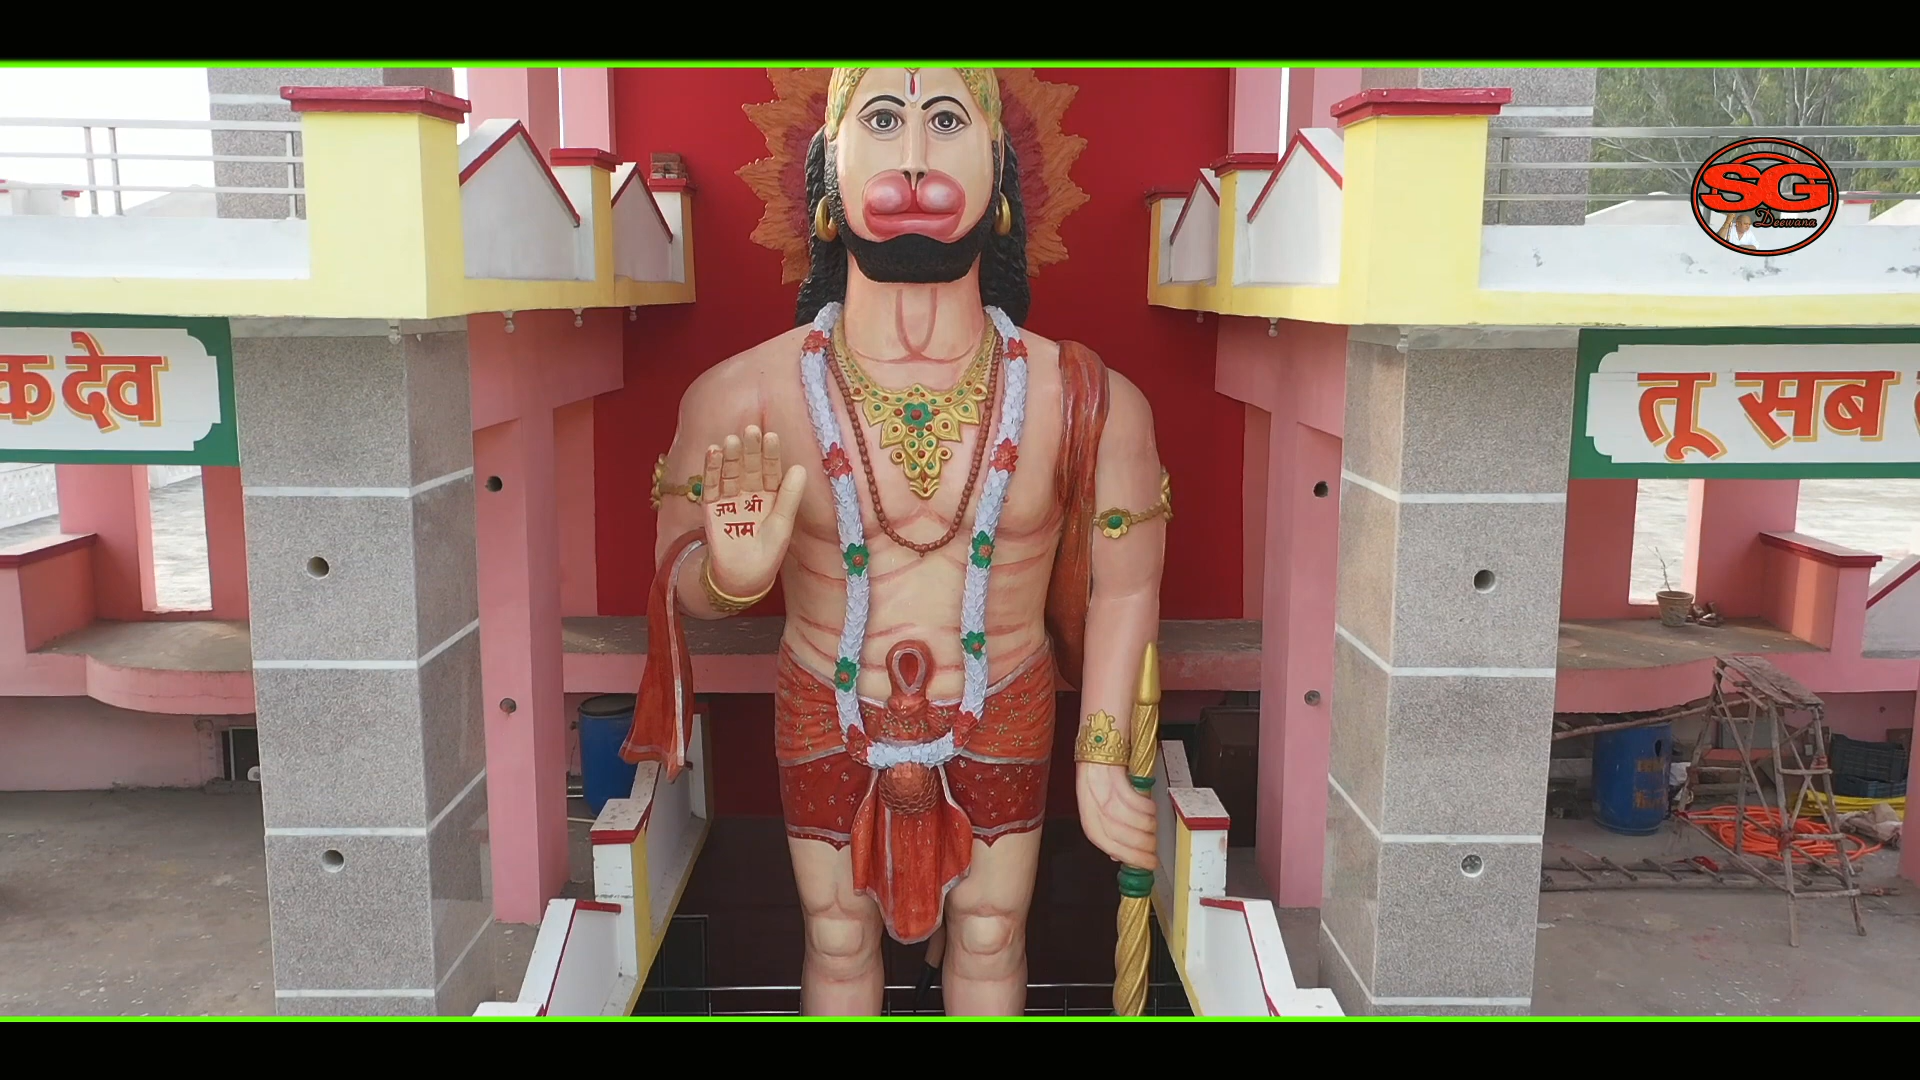 SG
Deewana
क देव
तू सब
जय श्री
राम